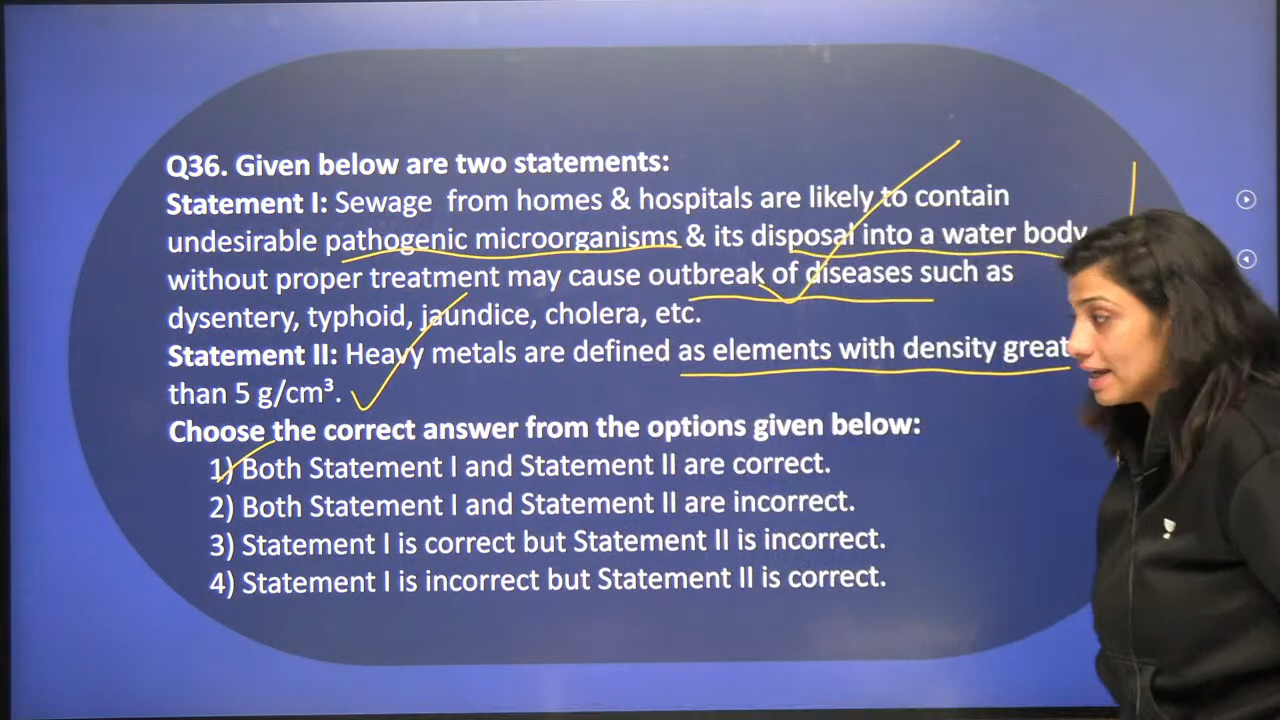 Q36. Given below are two statements:
Statement I: Sewage from homes & hospitals are likely to contain
undesirable pathogenic microorganisms & its disposal into a water body
without proper treatment may cause outbreak of diseases such as
dysentery, typhoid, jaundice, cholera, etc.
Statement II: Heavy metals are defined as elements with density great
than 5 g/cm³.
Choose the correct answer from the options given below:
1) Both Statement I and Statement II are correct.
2) Both Statement I and Statement II are incorrect.
3) Statement I is correct but Statement II is incorrect.
4) Statement I is incorrect but Statement II is correct.